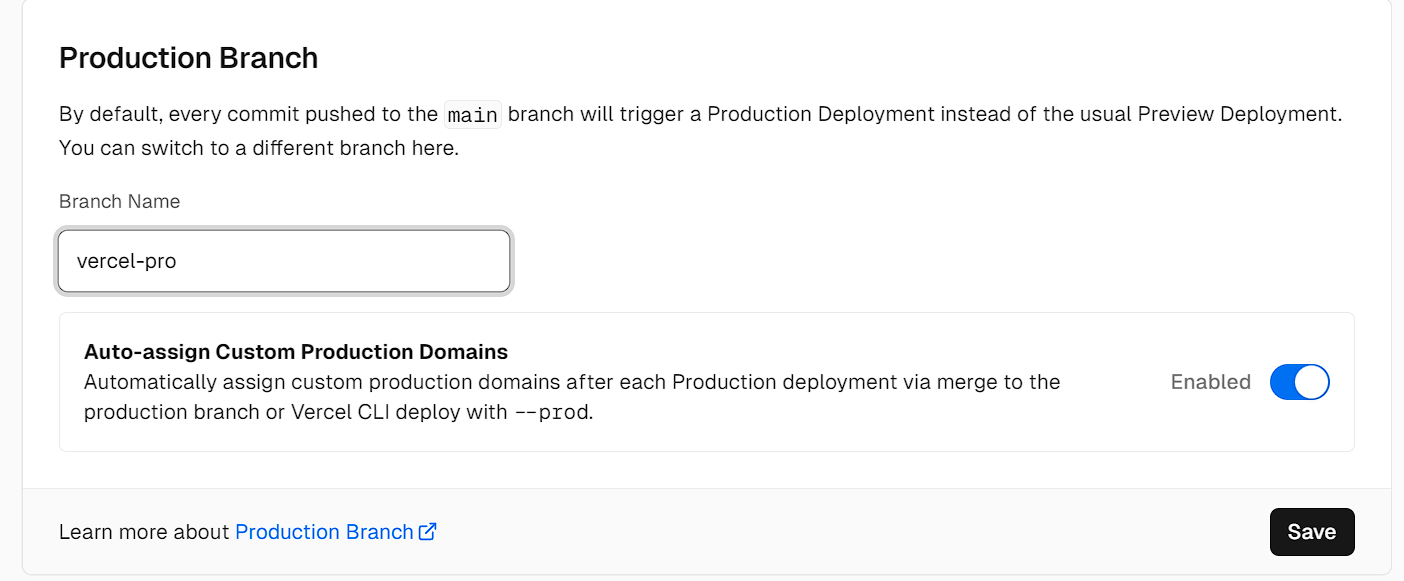 Production Branch
By default, every commit pushed to the main branch will trigger a Production Deployment instead of the usual Preview Deployment.
You can switch to a different branch here.
Branch Name
vercel-pro
Auto-assign Custom Production Domains
Automatically assign custom production domains after each Production deployment via merge to the
production branch or Vercel CLI deploy with --prod.
Enabled
Learn more about Production Branch
Save